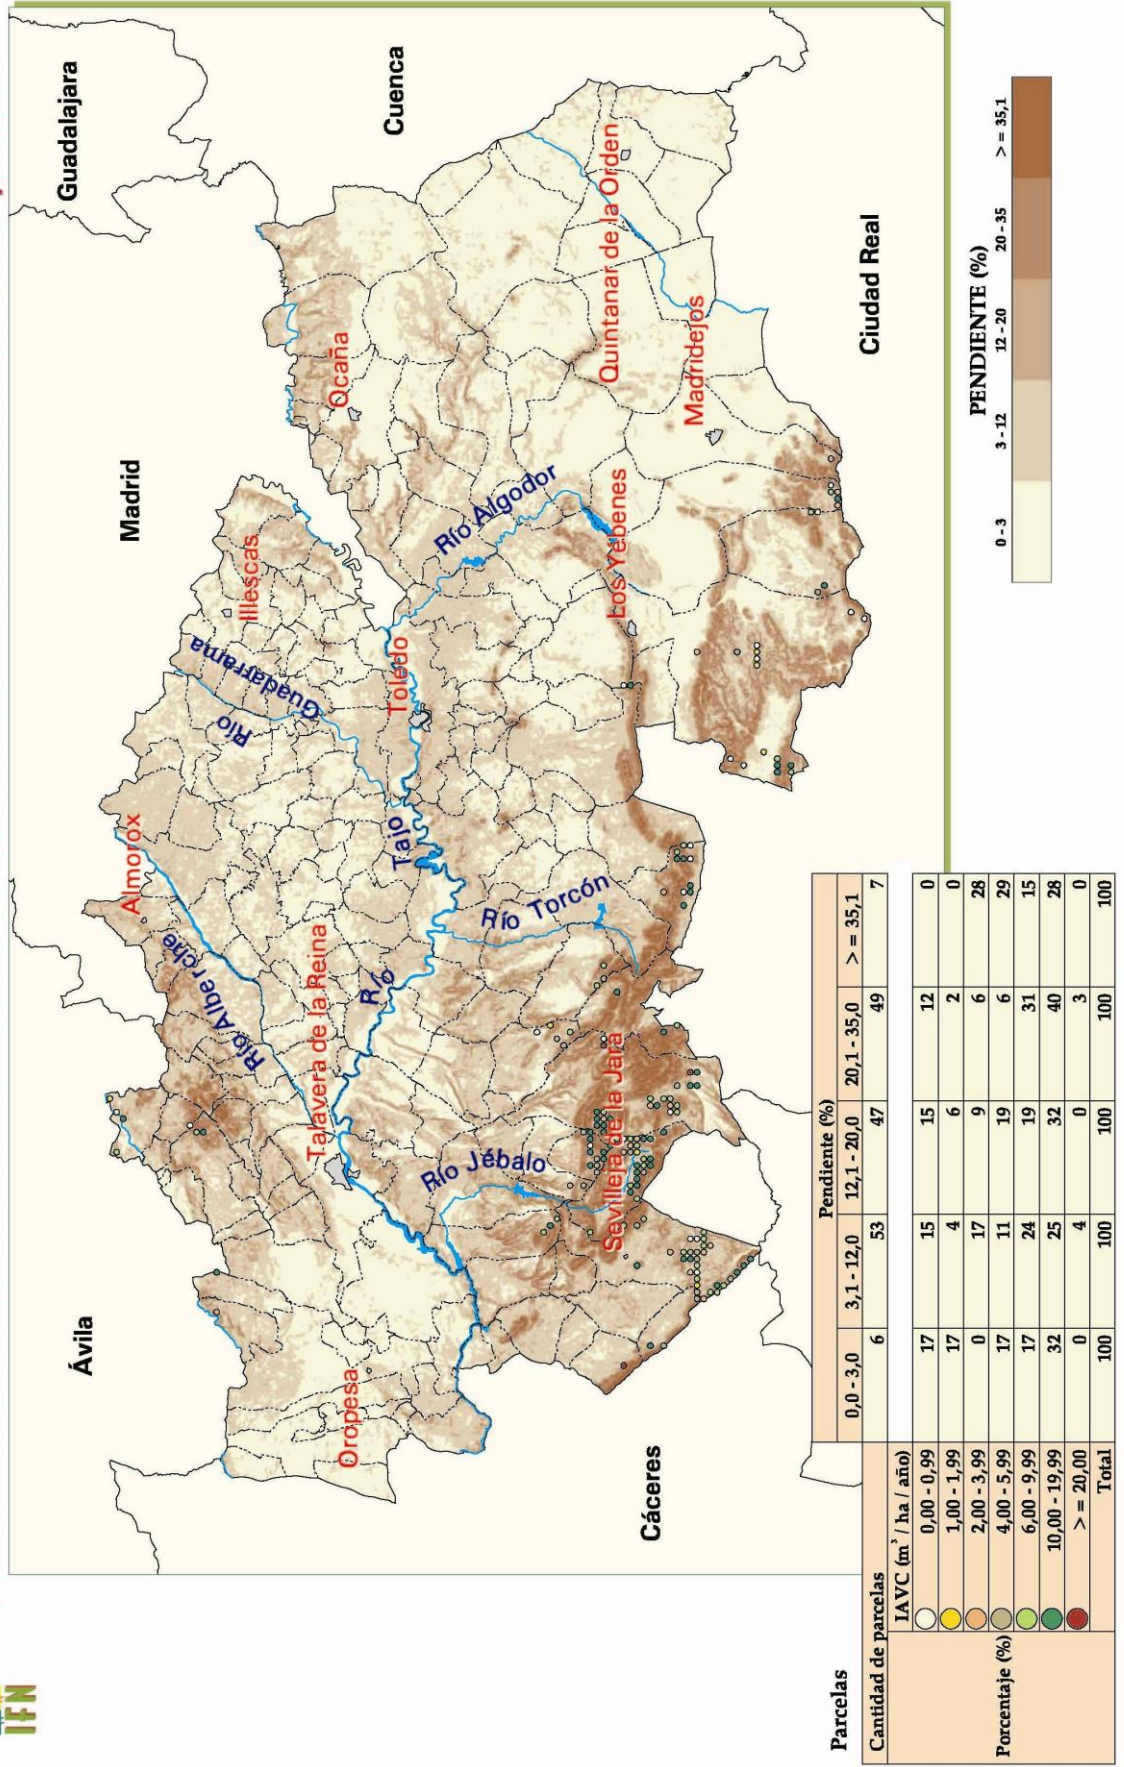 IFN
Guadalajara
Cuenca
Madrid
Ávila
Cáceres
Ciudad Real
Almorox
Illescas
Ocaña
Toledo
Talavera de la Reina
Oropesa
Quintanar de la Orden
Madridejos
Los Yébenes
Sevilleja de la Jara
Río Alberche
Río Guadarrama
Río Tajo
Río Algodor
Río Torcón
Río Jébalo
PENDIENTE (%)
0 - 3 3 - 12 12 - 20 20 - 35 > = 35,1
Parcelas
Pendiente (%)
0,0 - 3,0 3,1 - 12,0 12,1 - 20,0 20,1 - 35,0 > = 35,1
Cantidad de parcelas 6 53 47 49 7
IAVC (m³ / ha / año)
Porcentaje (%)
0,00 - 0,99 17 15 15 12 0
1,00 - 1,99 17 4 6 2 0
2,00 - 3,99 0 17 9 6 28
4,00 - 5,99 17 11 19 6 29
6,00 - 9,99 17 24 19 31 15
10,00 - 19,99 32 25 32 40 28
> = 20,00 0 4 0 3 0
Total 100 100 100 100 100